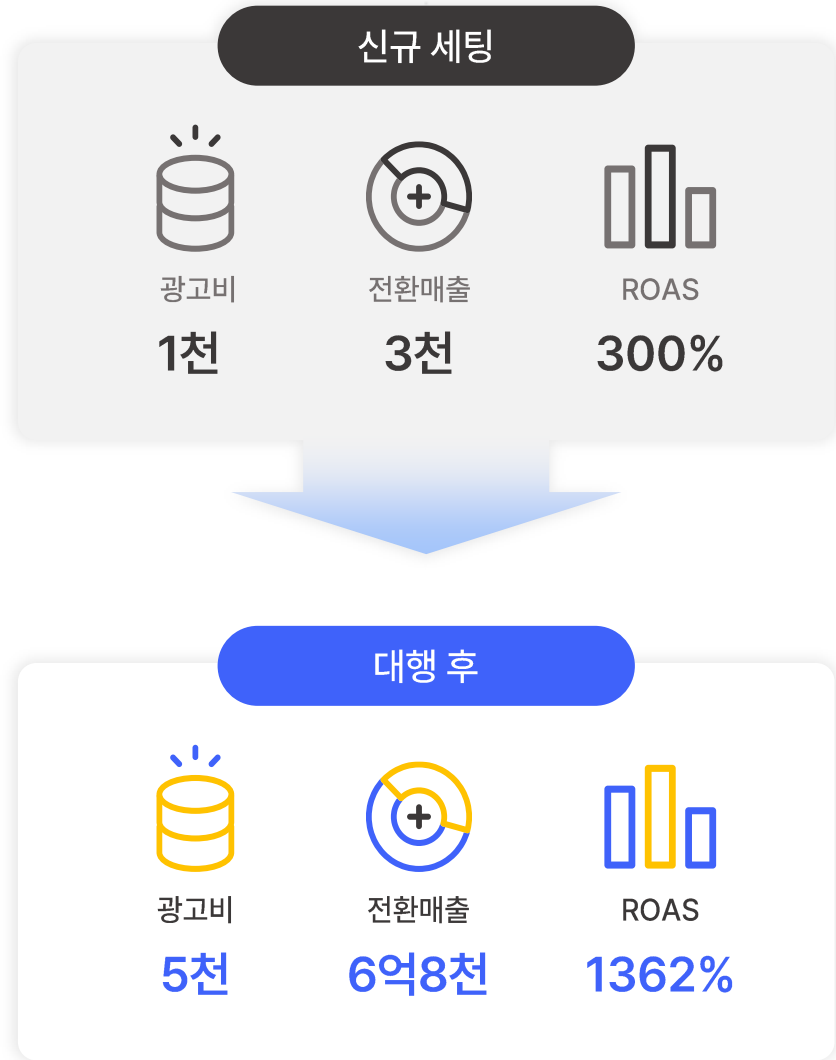 신규 세팅
광고비 전환매출 ROAS
1천 3천 300%
대행 후
광고비 전환매출 ROAS
5천 6억8천 1362%